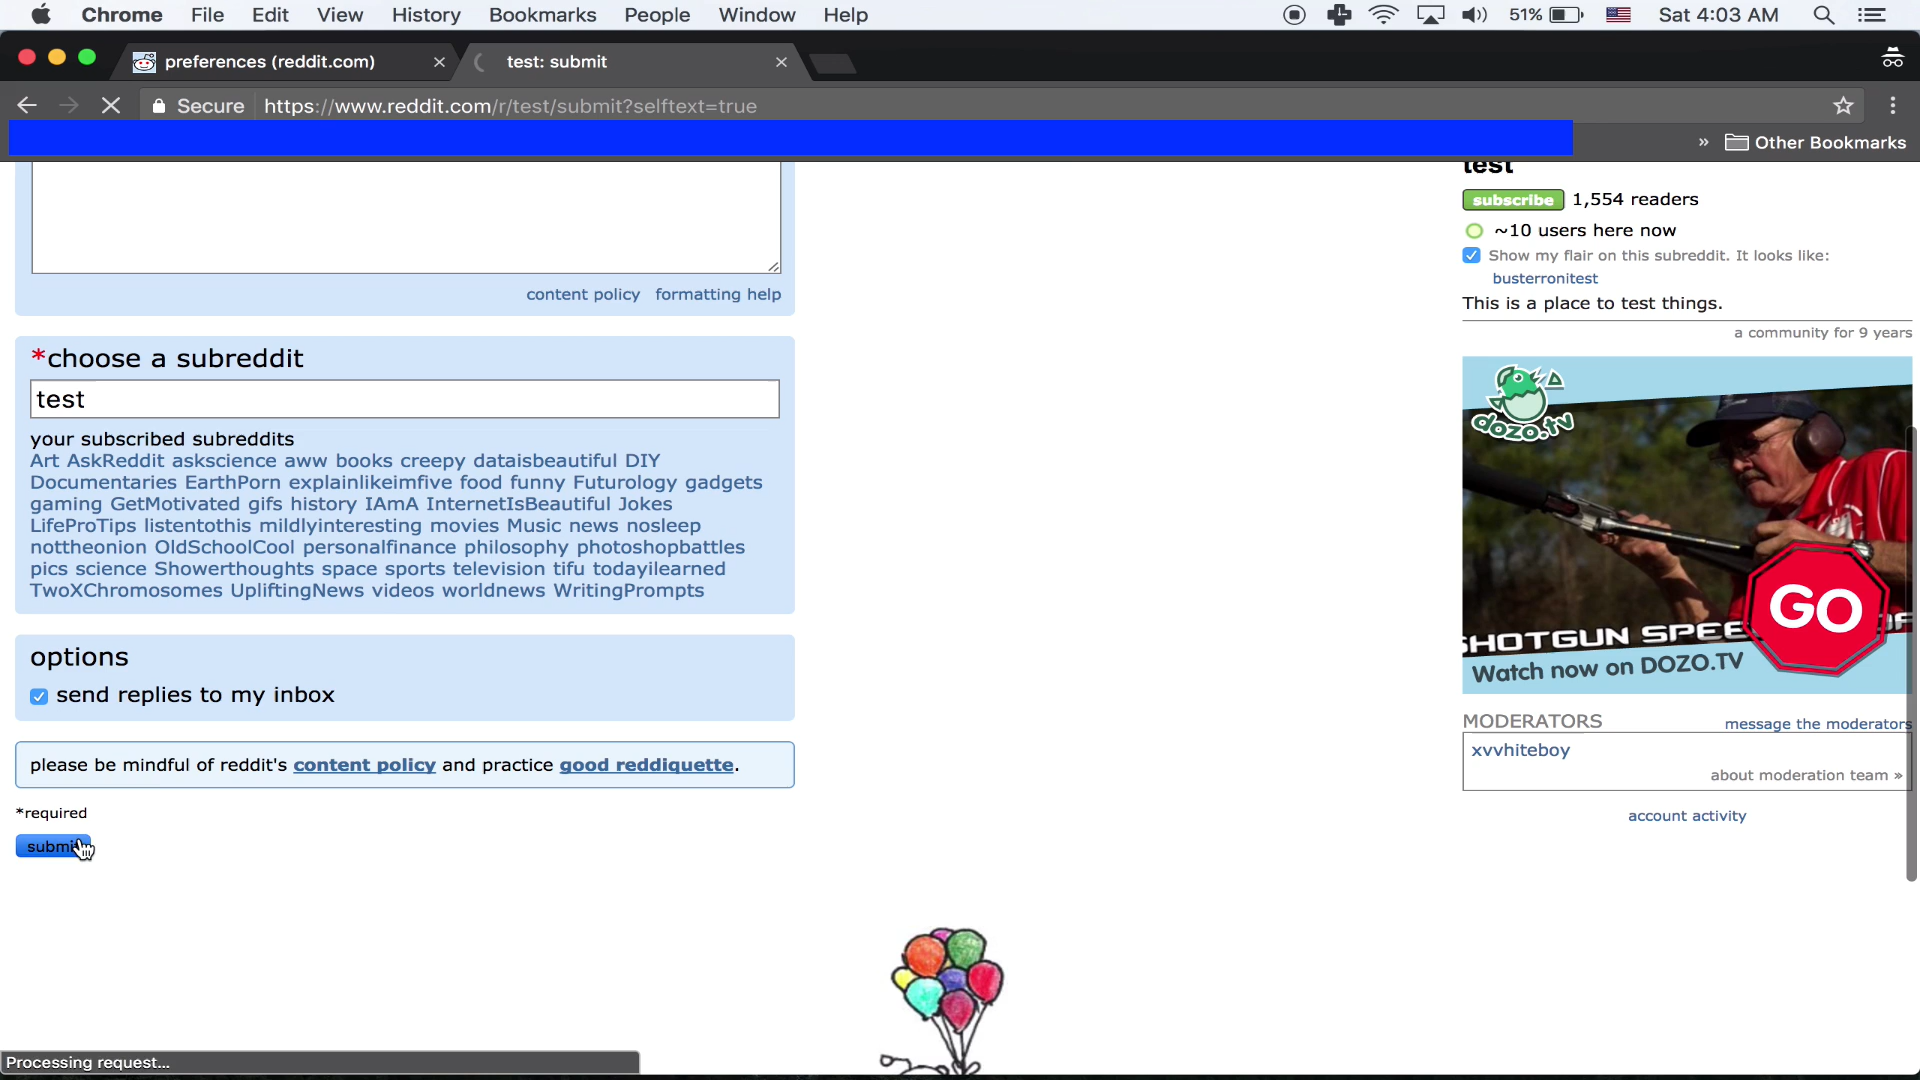 Chrome File Edit View History Bookmarks People Window Help 51% Sat 4:03 AM
preferences (reddit.com) test: submit
Secure https://www.reddit.com/r/test/submit?selftext=true
» Other Bookmarks
content policy formatting help
*choose a subreddit
test
your subscribed subreddits
Art AskReddit askscience aww books creepy dataisbeautiful DIY
Documentaries EarthPorn explainlikeimfive food funny Futurology gadgets
gaming GetMotivated gifs history IAmA InternetIsBeautiful Jokes
LifeProTips listentothis mildlyinteresting movies Music news nosleep
nottheonion OldSchoolCool personalfinance philosophy photoshopbattles
pics science Showerthoughts space sports television tifu todayilearned
TwoXChromosomes UpliftingNews videos worldnews WritingPrompts
options
send replies to my inbox
please be mindful of reddit's content policy and practice good reddiquette.
*required
submit
Processing request...
test
subscribe 1,554 readers
~10 users here now
Show my flair on this subreddit. It looks like:
busterronitest
This is a place to test things.
a community for 9 years
dozo.tv
GO
SHOTGUN SPEE
Watch now on DOZO.TV
MODERATORS message the moderators
xvvhiteboy
about moderation team »
account activity